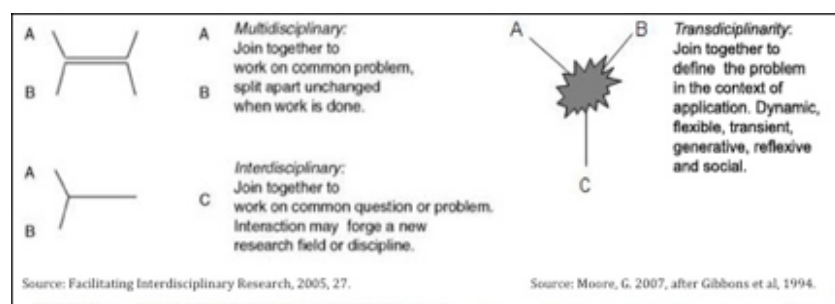 A
A
Multidisciplinary:
Join together to
work on common problem,
B
B
split apart unchanged
when work is done.
A
Interdisciplinary:
Join together to
C
work on common question or problem.
B
Interaction may forge a new
research field or discipline.
Source: Facilitating Interdisciplinary Research, 2005, 27.
A
B
C
Transdiciplinarity:
Join together to
define the problem
in the context of
application. Dynamic,
flexible, transient,
generative, reflexive
and social.
Source: Moore, G. 2007, after Gibbons et al, 1994.